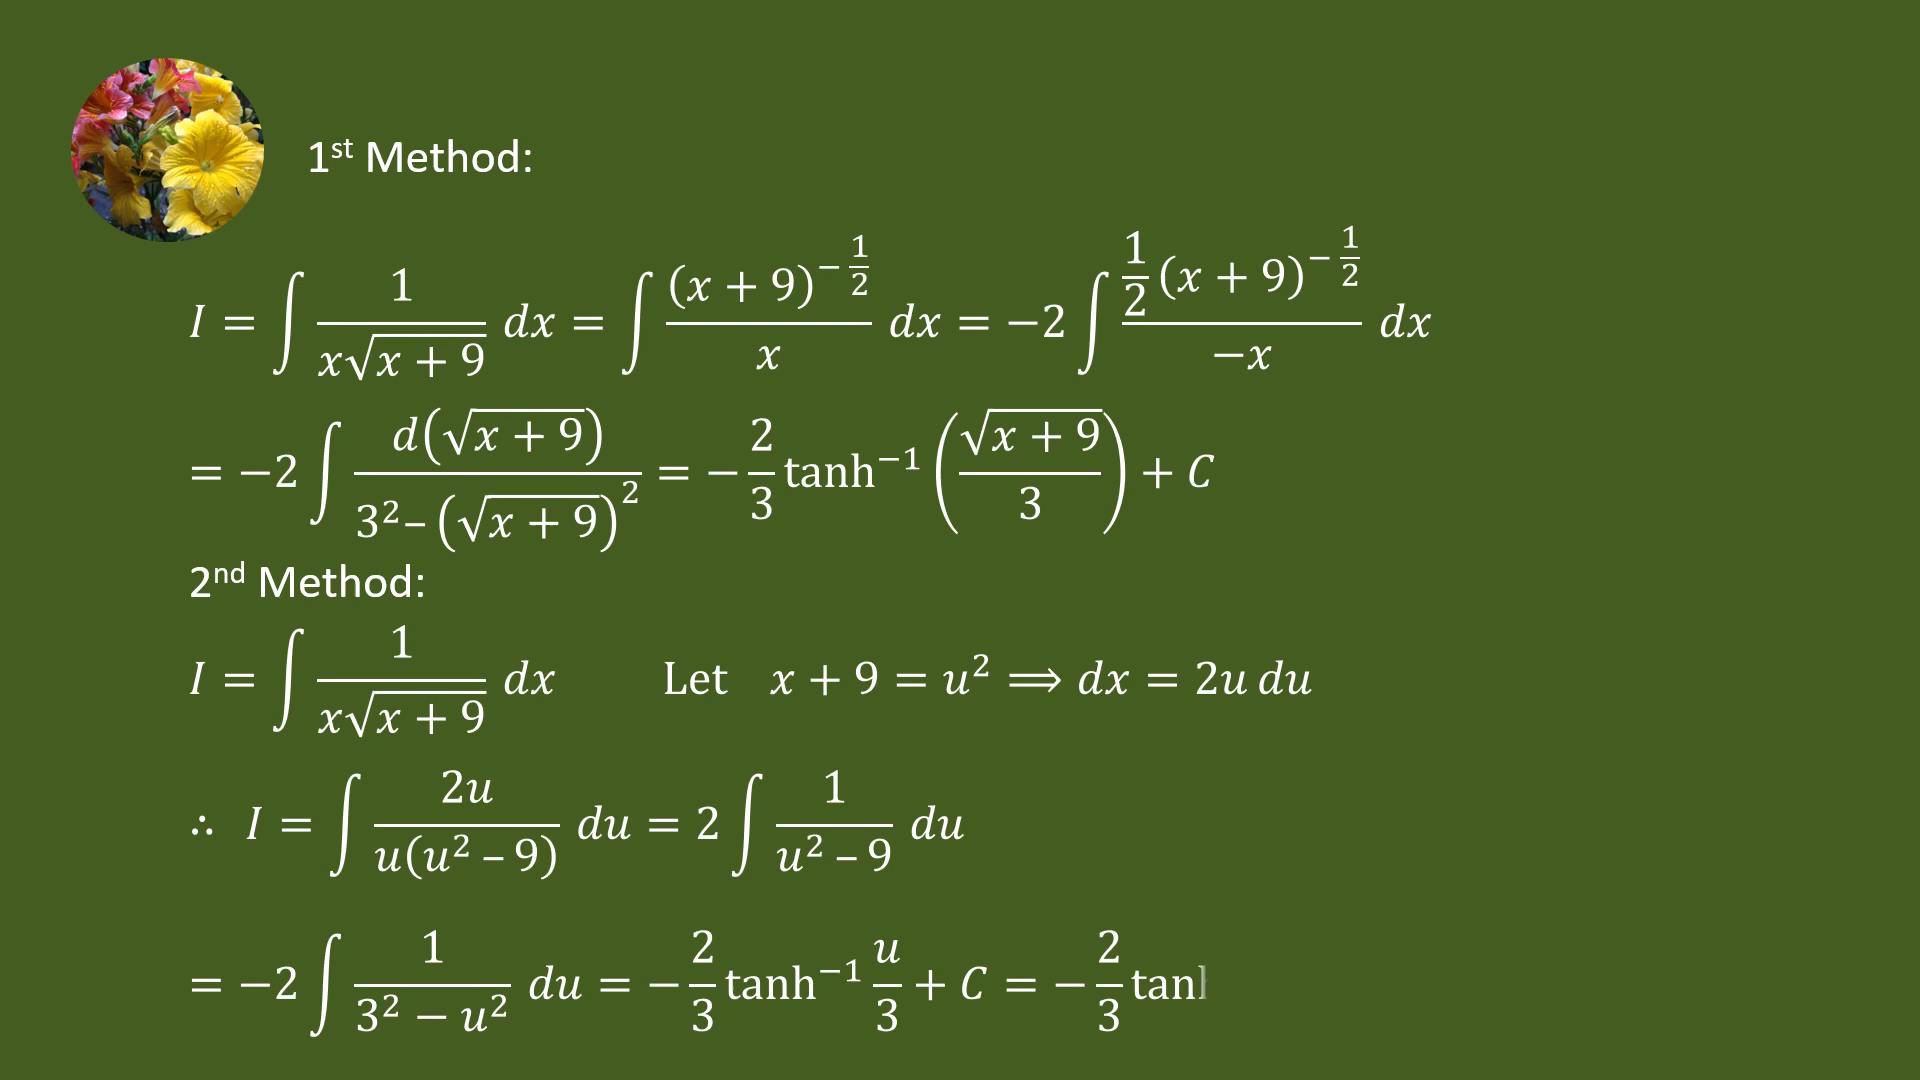 1st Method:
I = ∫ 1/(x√(x + 9)) dx = ∫ (x + 9)^(−1/2)/x dx = −2 ∫ (1/2 (x + 9)^(−1/2))/(−x) dx
= −2 ∫ d(√(x + 9))/(3² – (√(x + 9))²) = − 2/3 tanh⁻¹ (√(x + 9)/3) + C
2nd Method:
I = ∫ 1/(x√(x + 9)) dx Let x + 9 = u² ⟹ dx = 2u du
∴ I = ∫ 2u/(u(u² – 9)) du = 2 ∫ 1/(u² – 9) du
= −2 ∫ 1/(3² − u²) du = − 2/3 tanh⁻¹ u/3 + C = − 2/3 tan